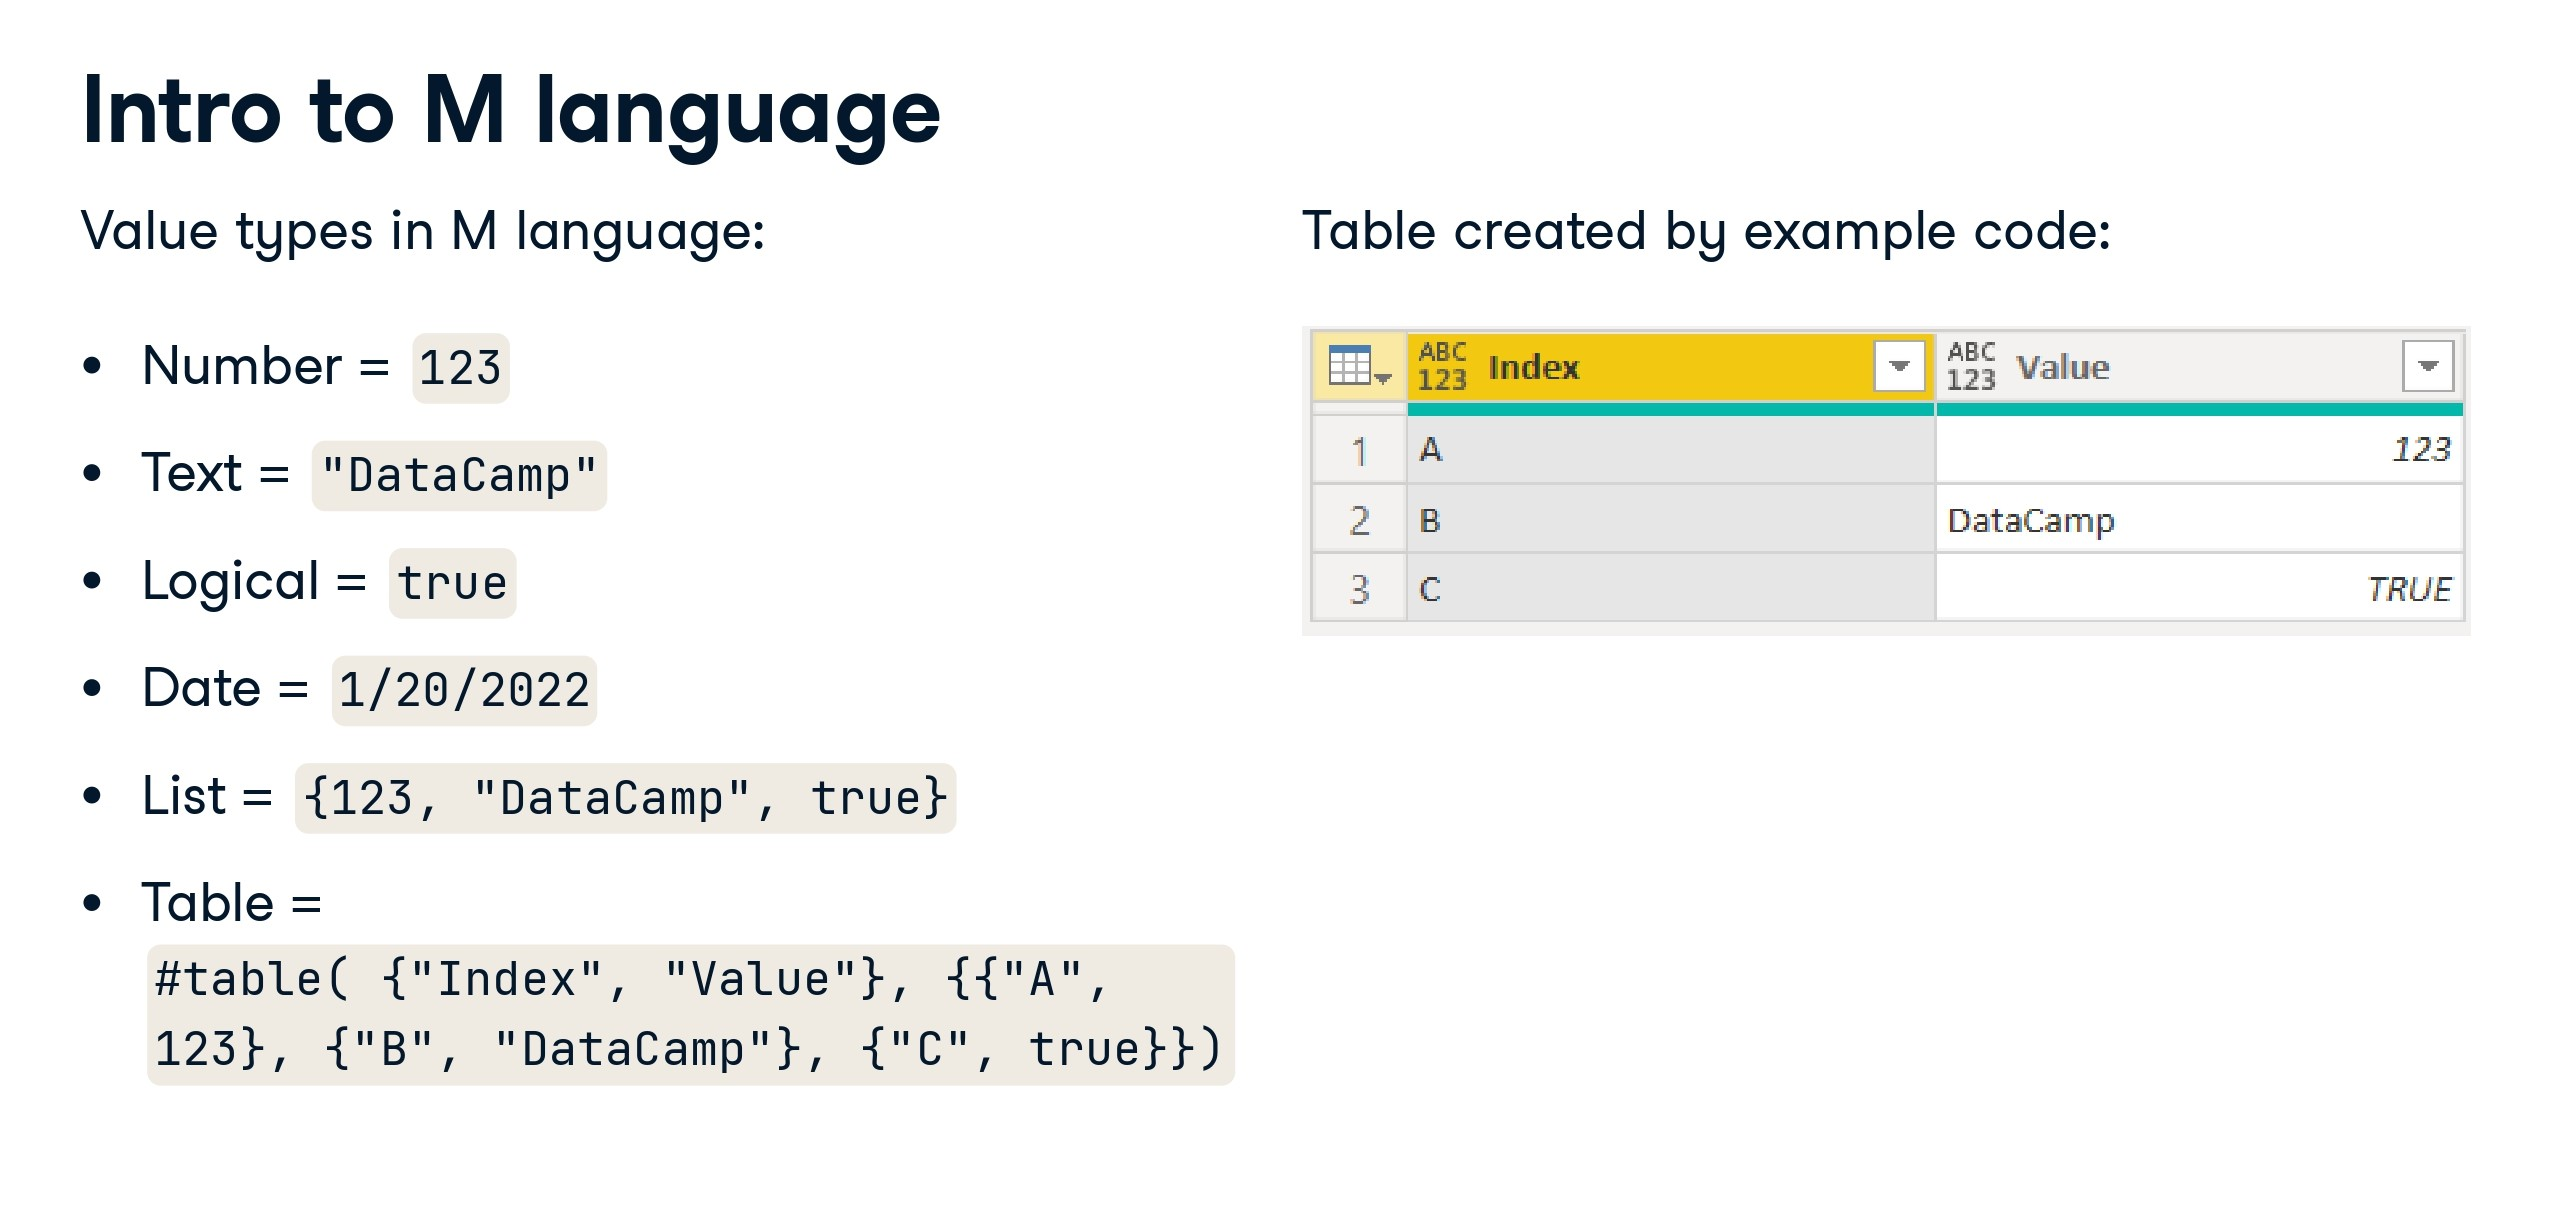 Intro to M language
Value types in M language:
• Number = 123
• Text = "DataCamp"
• Logical = true
• Date = 1/20/2022
• List = {123, "DataCamp", true}
• Table =
#table( {"Index", "Value"}, {{"A",
123}, {"B", "DataCamp"}, {"C", true}})
Table created by example code:
ABC 123 Index ABC 123 Value
1 A 123
2 B DataCamp
3 C TRUE